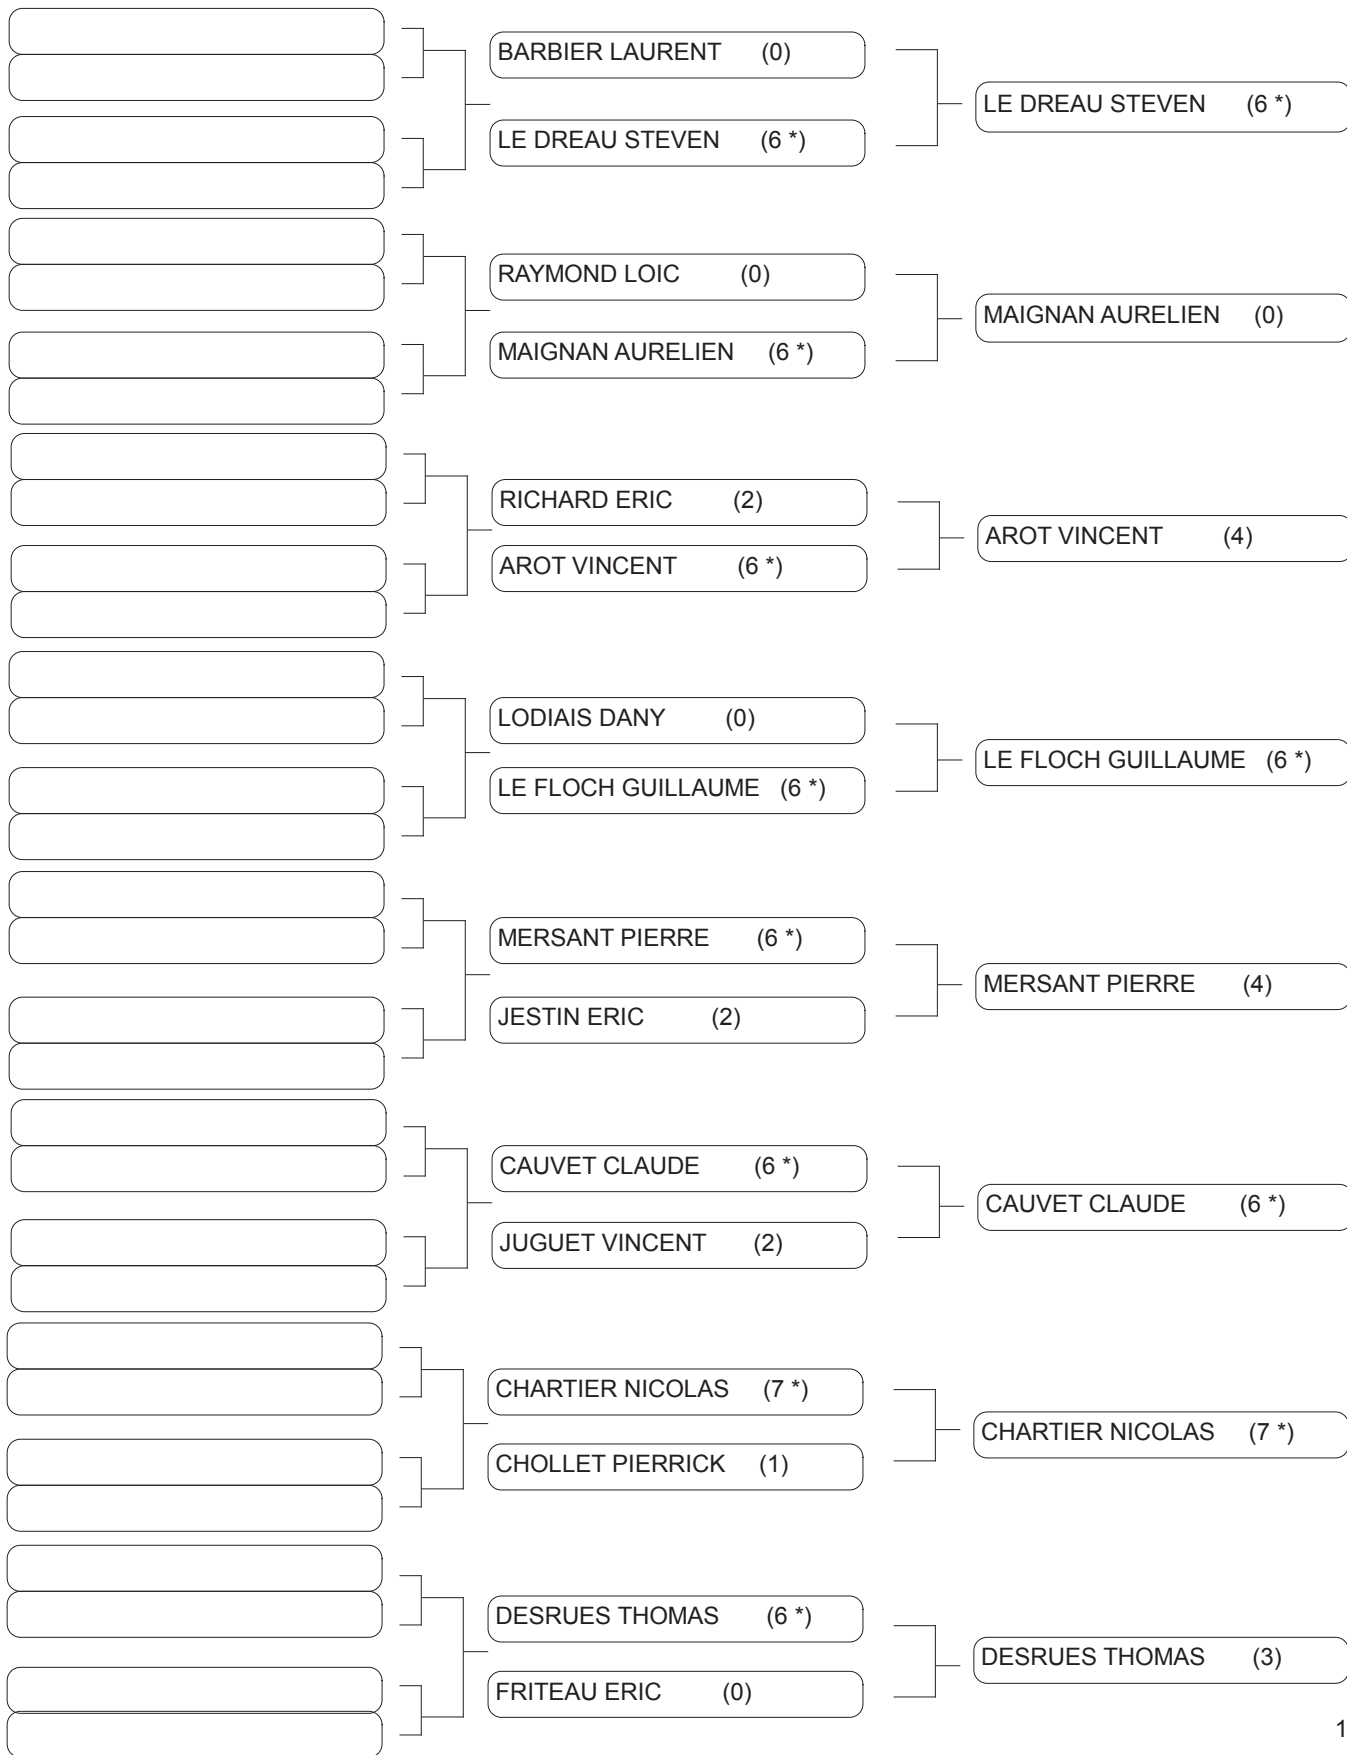 BARBIER LAURENT (0)
LE DREAU STEVEN (6 *)
LE DREAU STEVEN (6 *)
RAYMOND LOIC (0)
MAIGNAN AURELIEN (6 *)
MAIGNAN AURELIEN (0)
RICHARD ERIC (2)
AROT VINCENT (6 *)
AROT VINCENT (4)
LODIAIS DANY (0)
LE FLOCH GUILLAUME (6 *)
LE FLOCH GUILLAUME (6 *)
MERSANT PIERRE (6 *)
JESTIN ERIC (2)
MERSANT PIERRE (4)
CAUVET CLAUDE (6 *)
JUGUET VINCENT (2)
CAUVET CLAUDE (6 *)
CHARTIER NICOLAS (7 *)
CHOLLET PIERRICK (1)
CHARTIER NICOLAS (7 *)
DESRUES THOMAS (6 *)
FRITEAU ERIC (0)
DESRUES THOMAS (3)
1